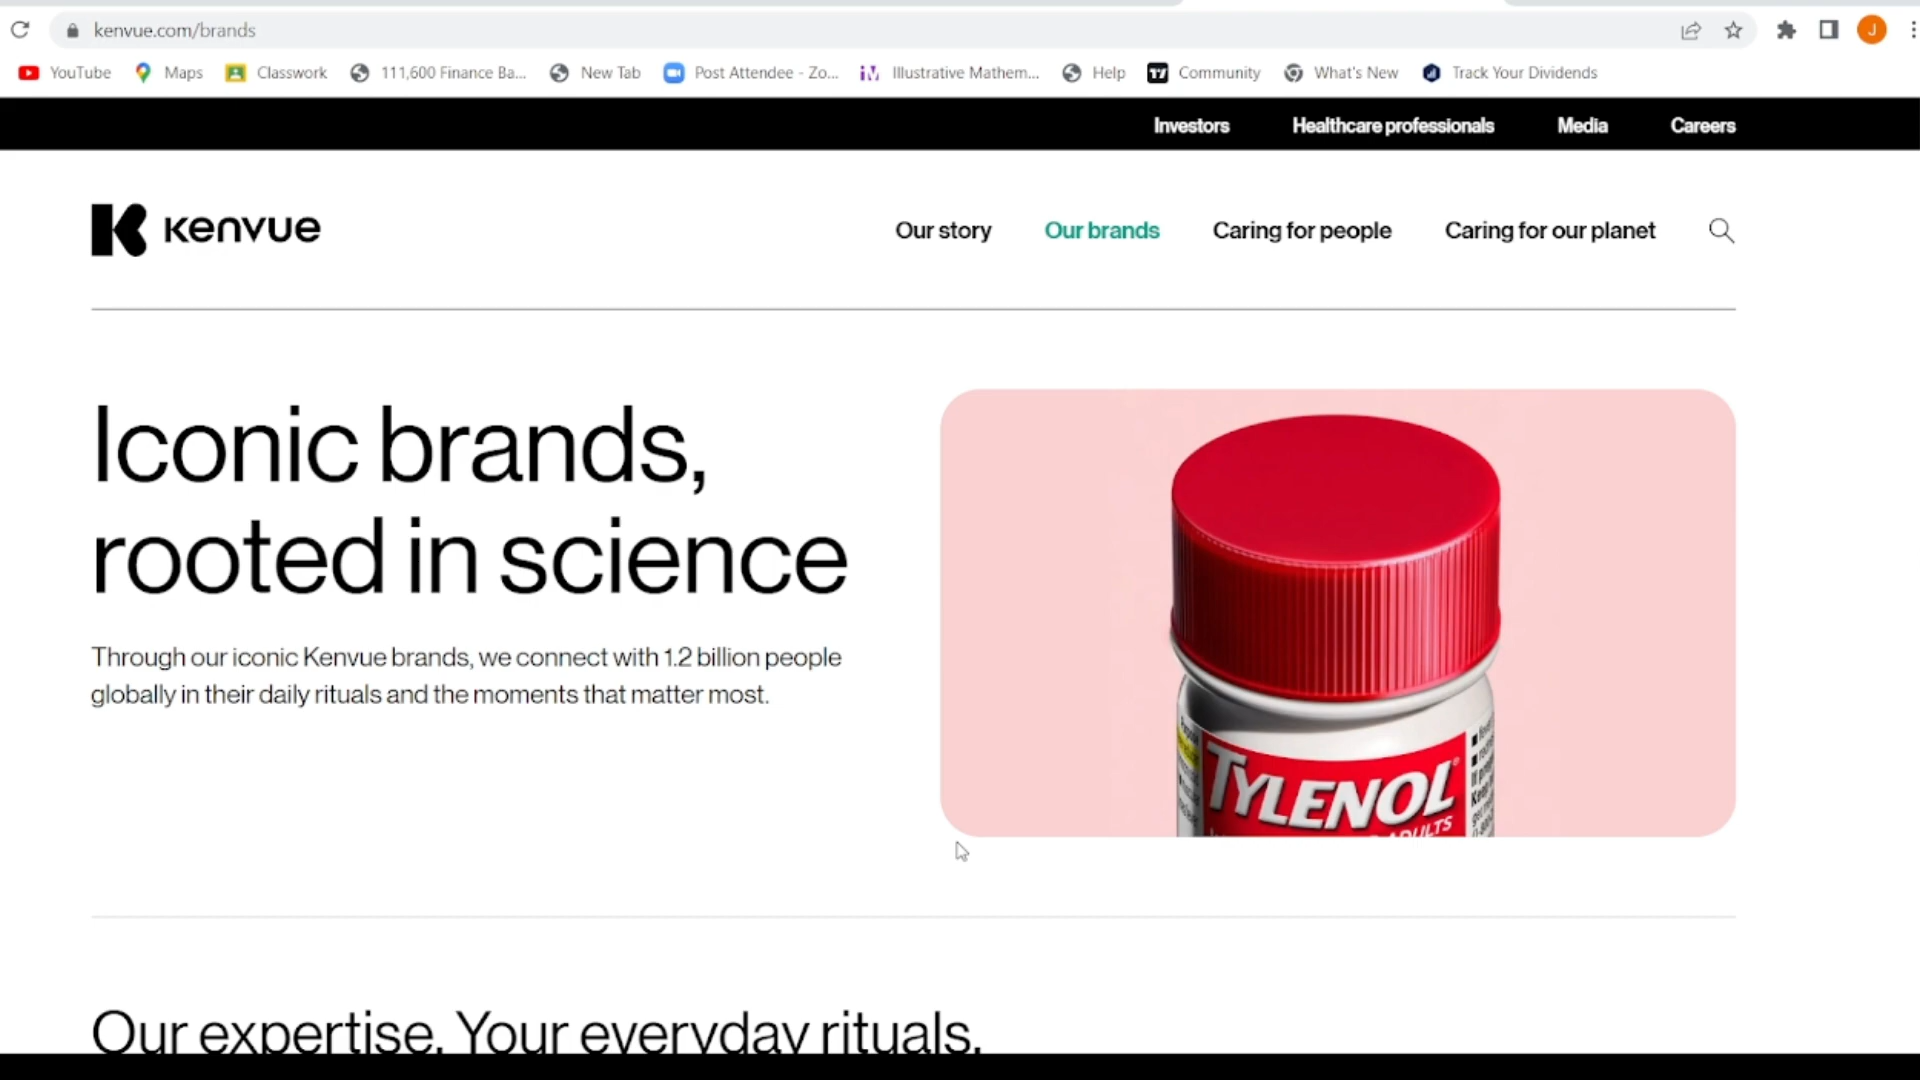 kenvue.com/brands
J
YouTube Maps Classwork 111,600 Finance Ba... New Tab Post Attendee - Zo... Illustrative Mathem... Help Community What's New Track Your Dividends
Investors Healthcare professionals Media Careers
kenvue Our story Our brands Caring for people Caring for our planet
Iconic brands,
rooted in science
Through our iconic Kenvue brands, we connect with 1.2 billion people
globally in their daily rituals and the moments that matter most.
TYLENOL®
ADULTS
Our expertise. Your everyday rituals.